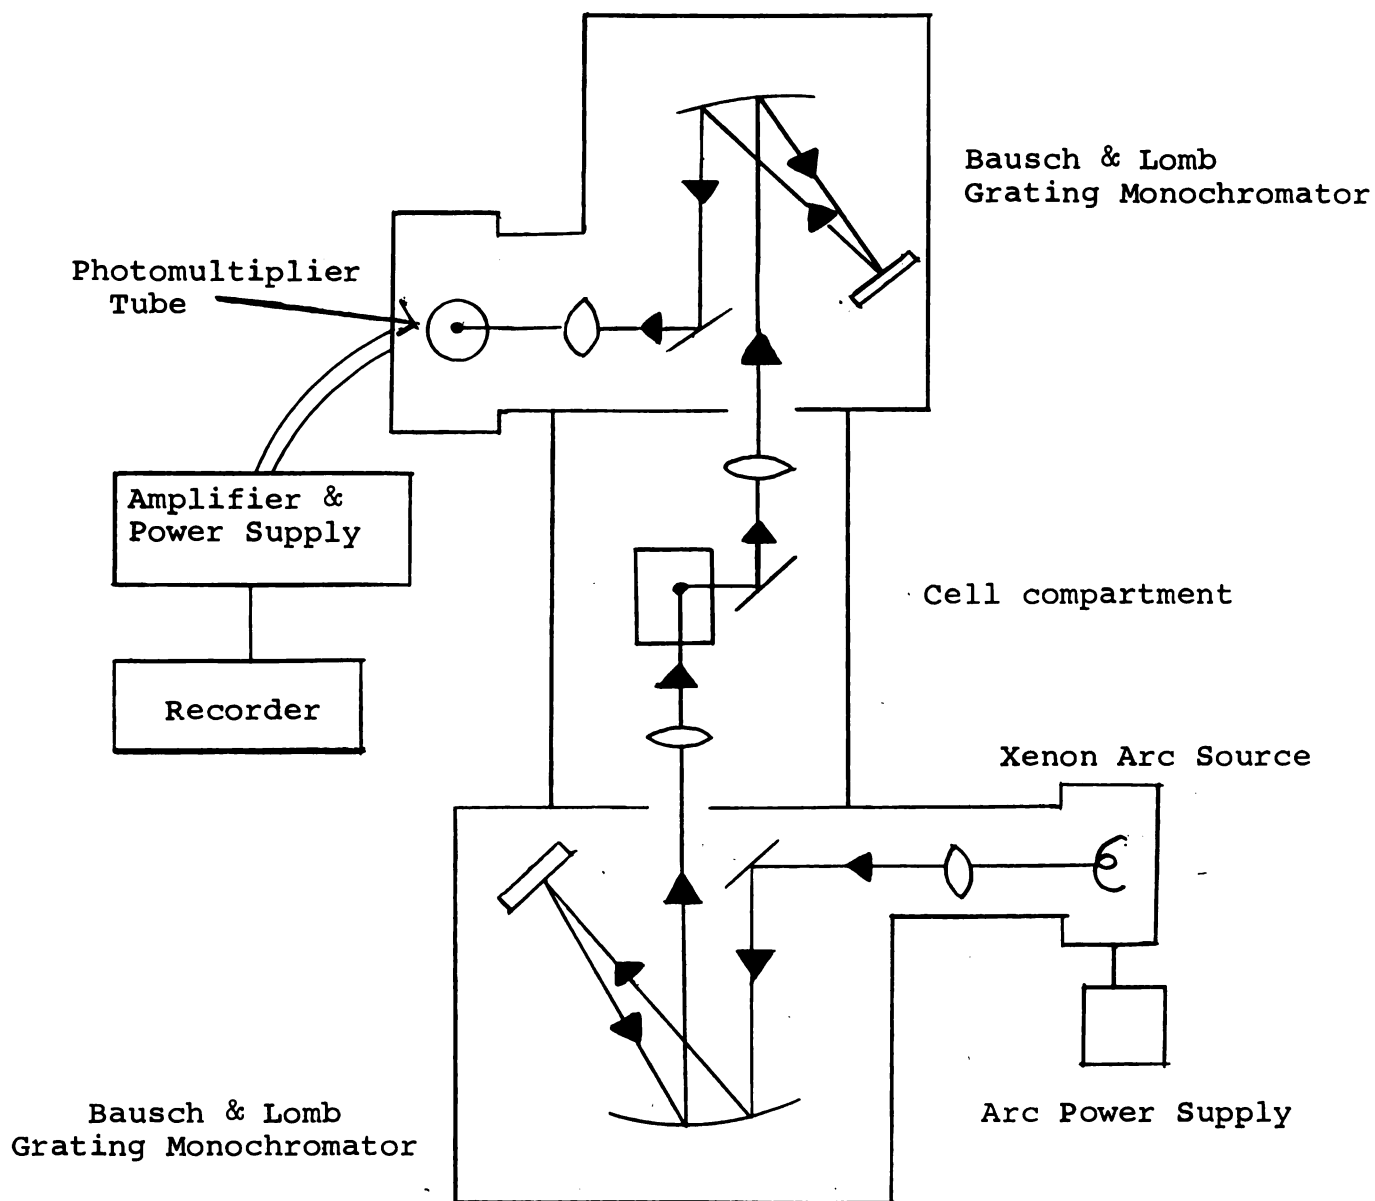 Bausch & Lomb
Grating Monochromator
Photomultiplier
Tube
Amplifier &
Power Supply
Cell compartment
Recorder
Xenon Arc Source
Bausch & Lomb
Grating Monochromator
Arc Power Supply